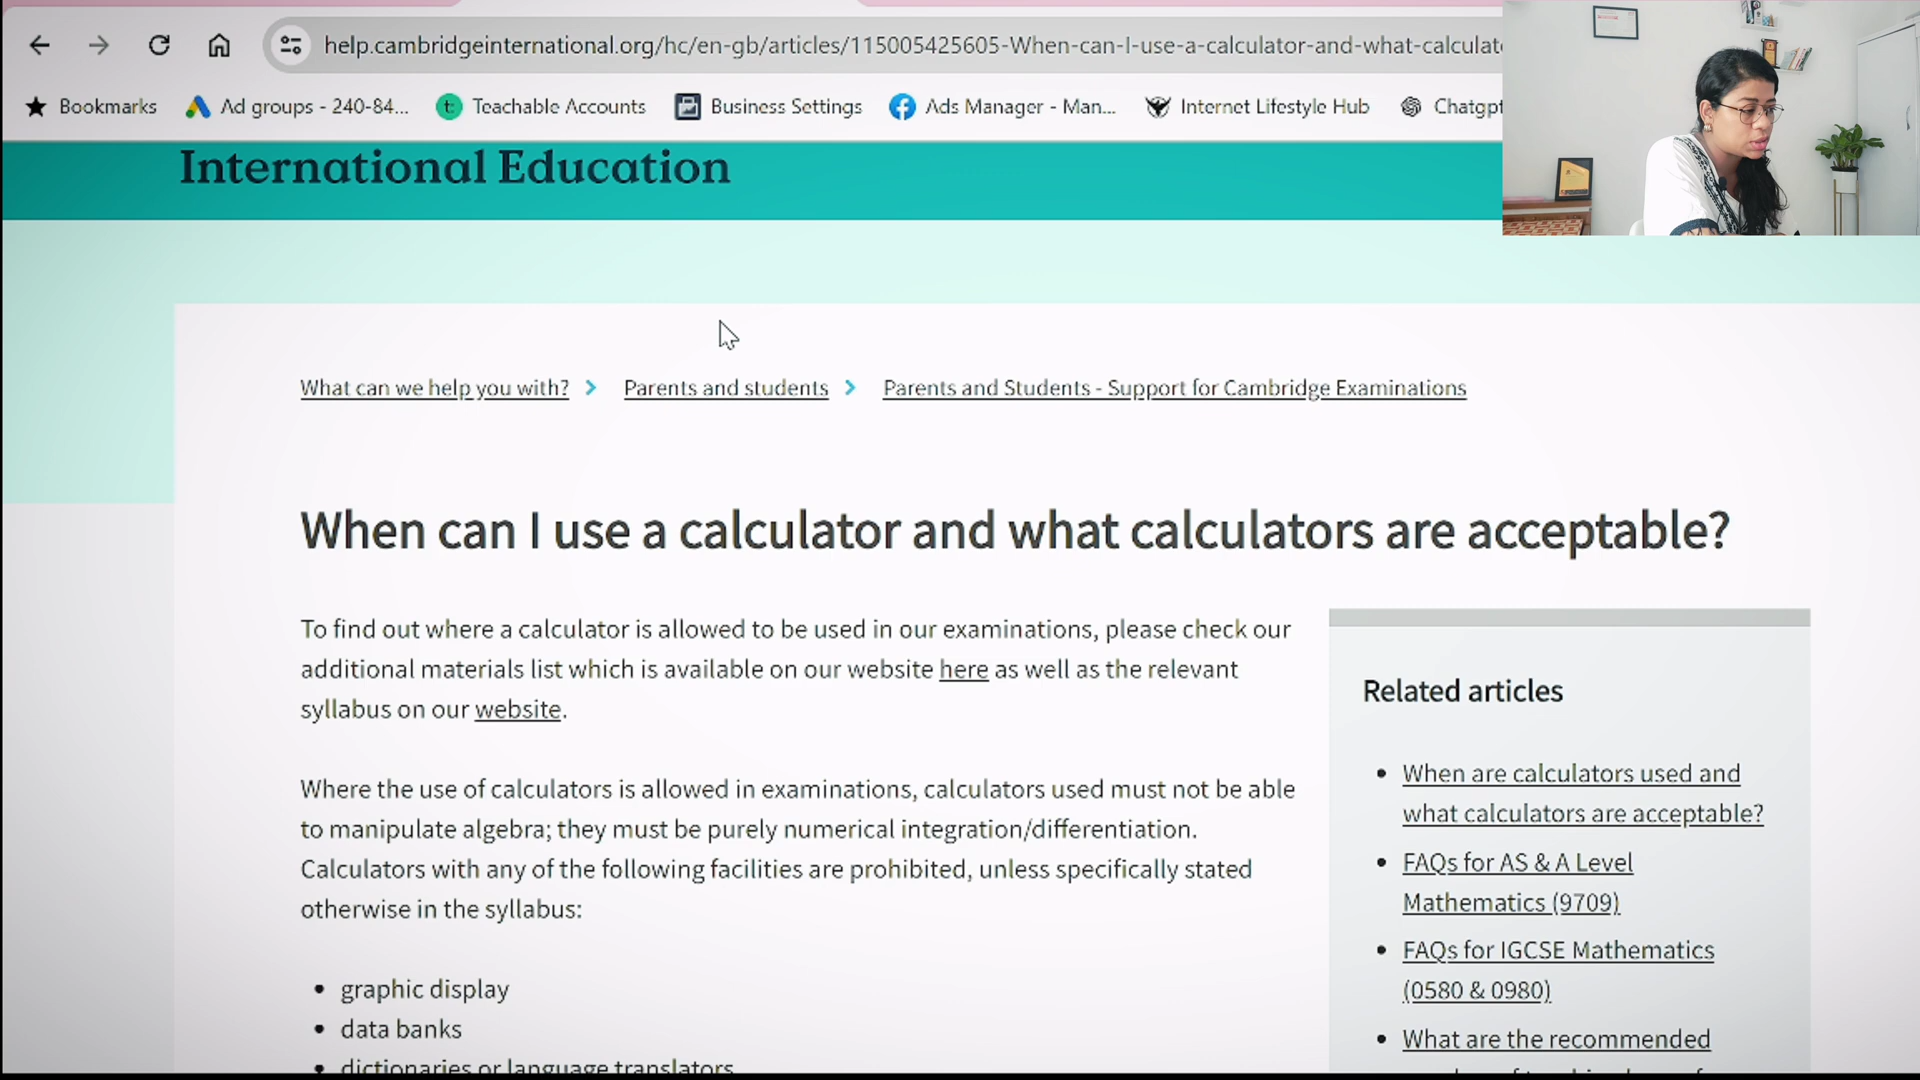 help.cambridgeinternational.org/hc/en-gb/articles/115005425605-When-can-I-use-a-calculator-and-what-calculat
Bookmarks
Ad groups - 240-84...
Teachable Accounts
Business Settings
Ads Manager - Man...
Internet Lifestyle Hub
Chatgpt
International Education
What can we help you with?
Parents and students
Parents and Students - Support for Cambridge Examinations
When can I use a calculator and what calculators are acceptable?
To find out where a calculator is allowed to be used in our examinations, please check our
additional materials list which is available on our website here as well as the relevant
syllabus on our website.
Where the use of calculators is allowed in examinations, calculators used must not be able
to manipulate algebra; they must be purely numerical integration/differentiation.
Calculators with any of the following facilities are prohibited, unless specifically stated
otherwise in the syllabus:
• graphic display
• data banks
• dictionaries or language translators
Related articles
• When are calculators used and
what calculators are acceptable?
• FAQs for AS & A Level
Mathematics (9709)
• FAQs for IGCSE Mathematics
(0580 & 0980)
• What are the recommended